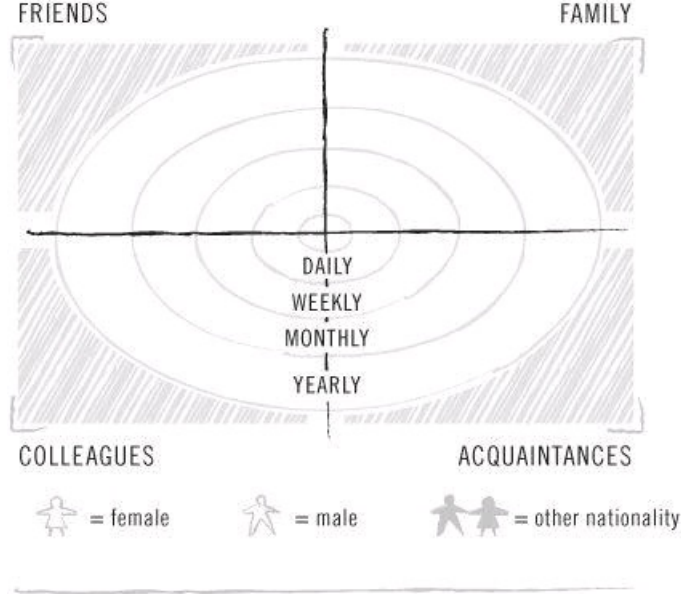 FRIENDS FAMILY
DAILY
WEEKLY
MONTHLY
YEARLY
COLLEAGUES ACQUAINTANCES
= female = male = other nationality